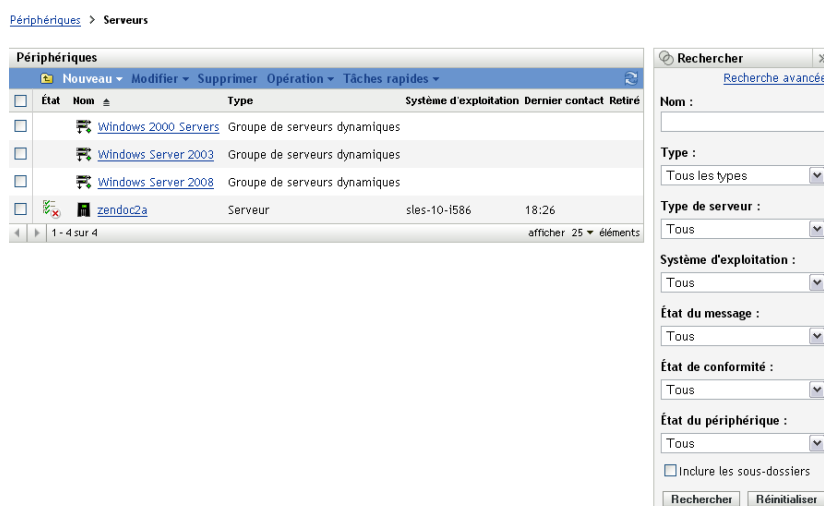 Périphériques > Serveurs
Périphériques
Nouveau Modifier Supprimer Opération Tâches rapides
État Nom Type Système d'exploitation Dernier contact Retiré
Windows 2000 Servers Groupe de serveurs dynamiques
Windows Server 2003 Groupe de serveurs dynamiques
Windows Server 2008 Groupe de serveurs dynamiques
zendoc2a Serveur sles-10-i586 18:26
1 - 4 sur 4 afficher 25 éléments
Rechercher
Recherche avancée
Nom :
Type :
Tous les types
Type de serveur :
Tous
Système d'exploitation :
Tous
État du message :
Tous
État de conformité :
Tous
État du périphérique :
Tous
Inclure les sous-dossiers
Rechercher Réinitialiser